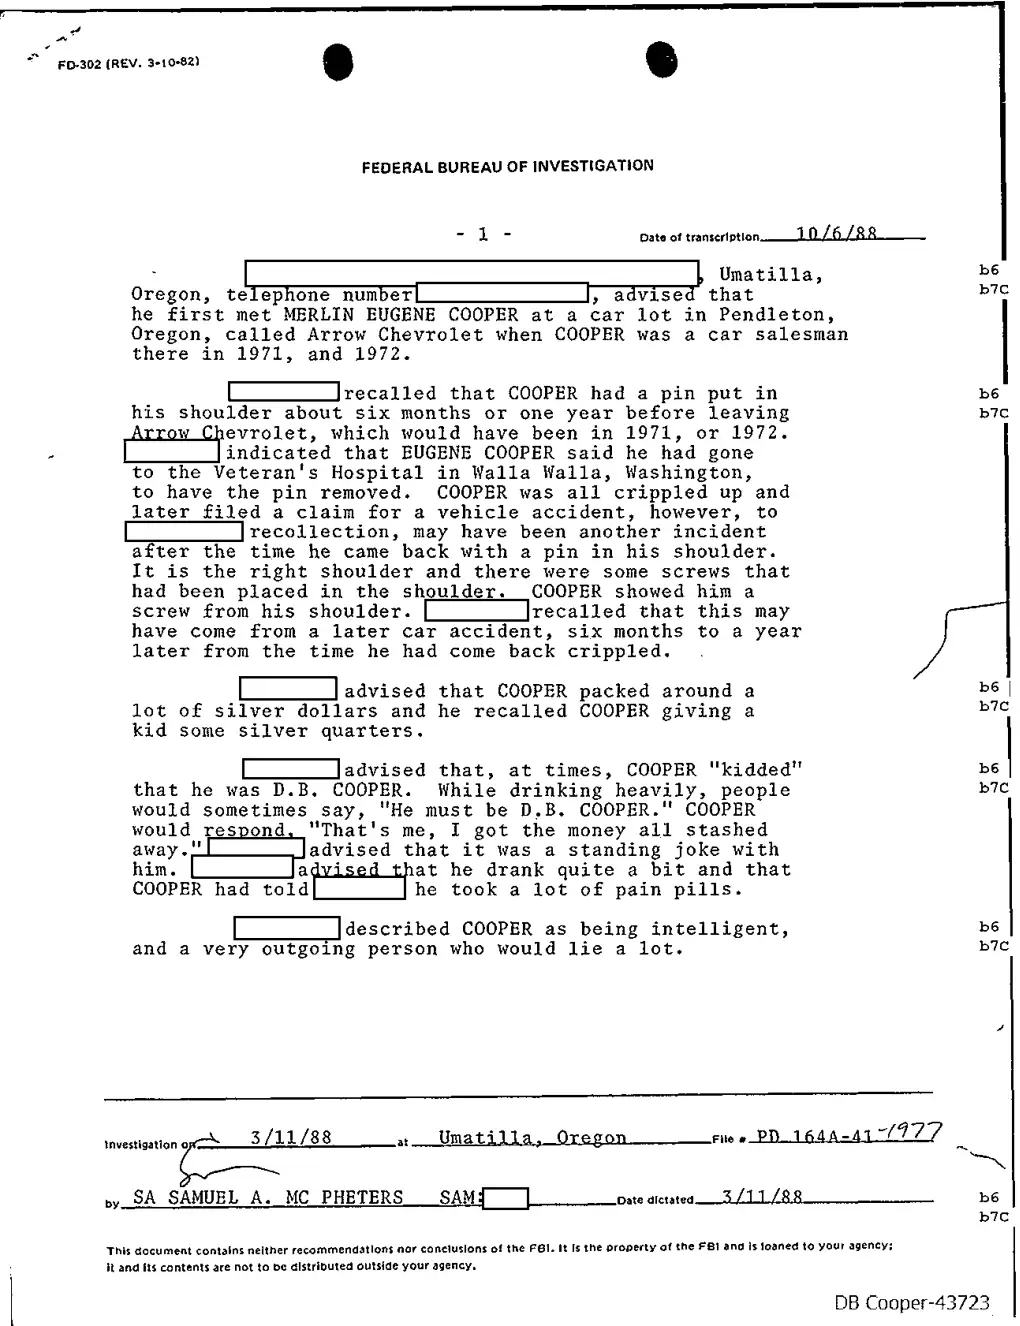 FD-302 (REV. 3-10-82)
FEDERAL BUREAU OF INVESTIGATION
- 1 - Date of transcription 10/6/88
, Umatilla, b6
Oregon, telephone number , advised that b7C
he first met MERLIN EUGENE COOPER at a car lot in Pendleton,
Oregon, called Arrow Chevrolet when COOPER was a car salesman
there in 1971, and 1972.
recalled that COOPER had a pin put in b6
his shoulder about six months or one year before leaving b7C
Arrow Chevrolet, which would have been in 1971, or 1972.
indicated that EUGENE COOPER said he had gone
to the Veteran's Hospital in Walla Walla, Washington,
to have the pin removed. COOPER was all crippled up and
later filed a claim for a vehicle accident, however, to
recollection, may have been another incident
after the time he came back with a pin in his shoulder.
It is the right shoulder and there were some screws that
had been placed in the shoulder. COOPER showed him a
screw from his shoulder. recalled that this may
have come from a later car accident, six months to a year
later from the time he had come back crippled.
advised that COOPER packed around a b6
lot of silver dollars and he recalled COOPER giving a b7C
kid some silver quarters.
advised that, at times, COOPER "kidded" b6
that he was D.B. COOPER. While drinking heavily, people b7C
would sometimes say, "He must be D.B. COOPER." COOPER
would respond, "That's me, I got the money all stashed
away." advised that it was a standing joke with
him. advised that he drank quite a bit and that
COOPER had told he took a lot of pain pills.
described COOPER as being intelligent, b6
and a very outgoing person who would lie a lot. b7C
Investigation on 3/11/88 at Umatilla, Oregon File # PD 164A-41-1977
by SA SAMUEL A. MC PHETERS SAM: Date dictated 3/11/88 b6
b7C
This document contains neither recommendations nor conclusions of the FBI. It is the property of the FBI and is loaned to your agency;
it and its contents are not to be distributed outside your agency.
DB Cooper-43723